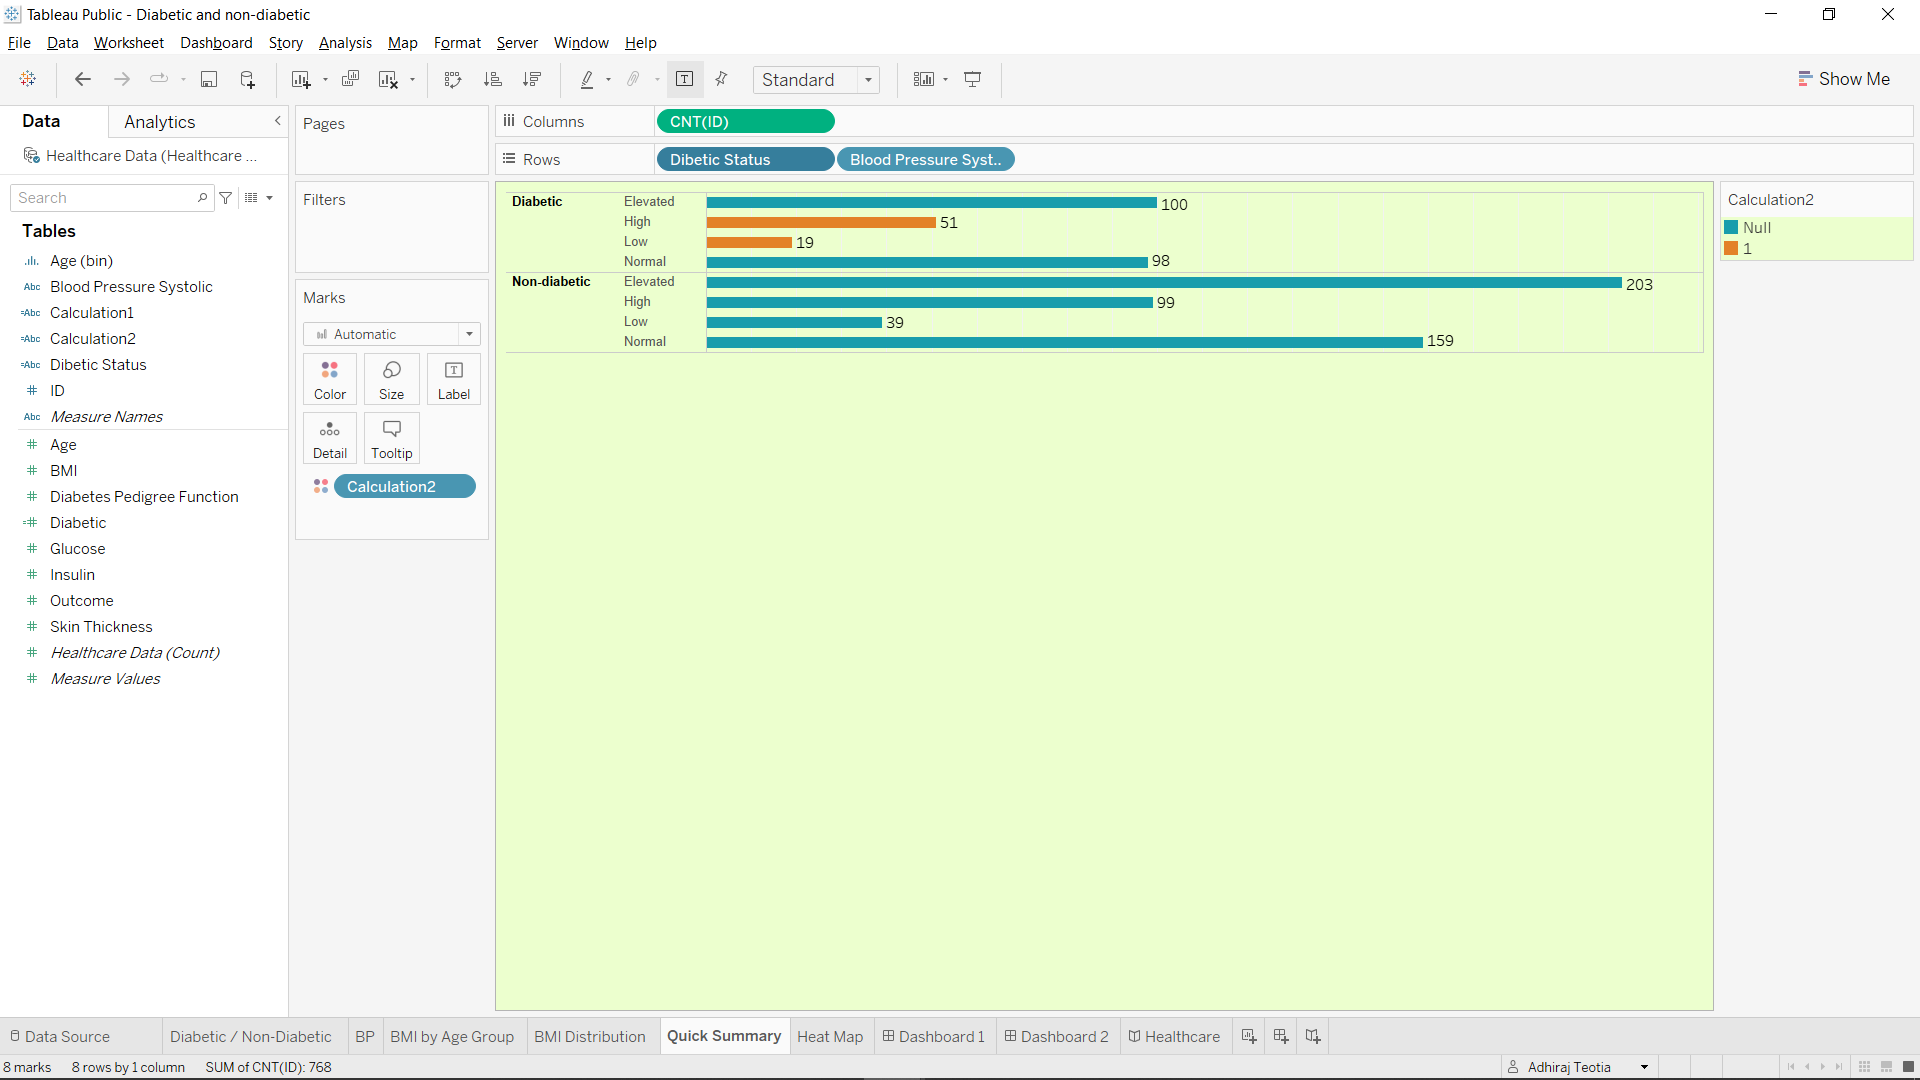 Tableau Public - Diabetic and non-diabetic
File Data Worksheet Dashboard Story Analysis Map Format Server Window Help
Standard
Show Me
Data Analytics
Healthcare Data (Healthcare ...
Search
Tables
Age (bin)
Abc Blood Pressure Systolic
=Abc Calculation1
=Abc Calculation2
=Abc Dibetic Status
# ID
Abc Measure Names
# Age
# BMI
# Diabetes Pedigree Function
=# Diabetic
# Glucose
# Insulin
# Outcome
# Skin Thickness
# Healthcare Data (Count)
# Measure Values
Pages
Filters
Marks
Automatic
Color Size Label
Detail Tooltip
Calculation2
Columns CNT(ID)
Rows Dibetic Status Blood Pressure Syst..
Diabetic Elevated 100
High 51
Low 19
Normal 98
Non-diabetic Elevated 203
High 99
Low 39
Normal 159
Calculation2
Null
1
Data Source Diabetic / Non-Diabetic BP BMI by Age Group BMI Distribution Quick Summary Heat Map Dashboard 1 Dashboard 2 Healthcare
8 marks 8 rows by 1 column SUM of CNT(ID): 768 Adhiraj Teotia